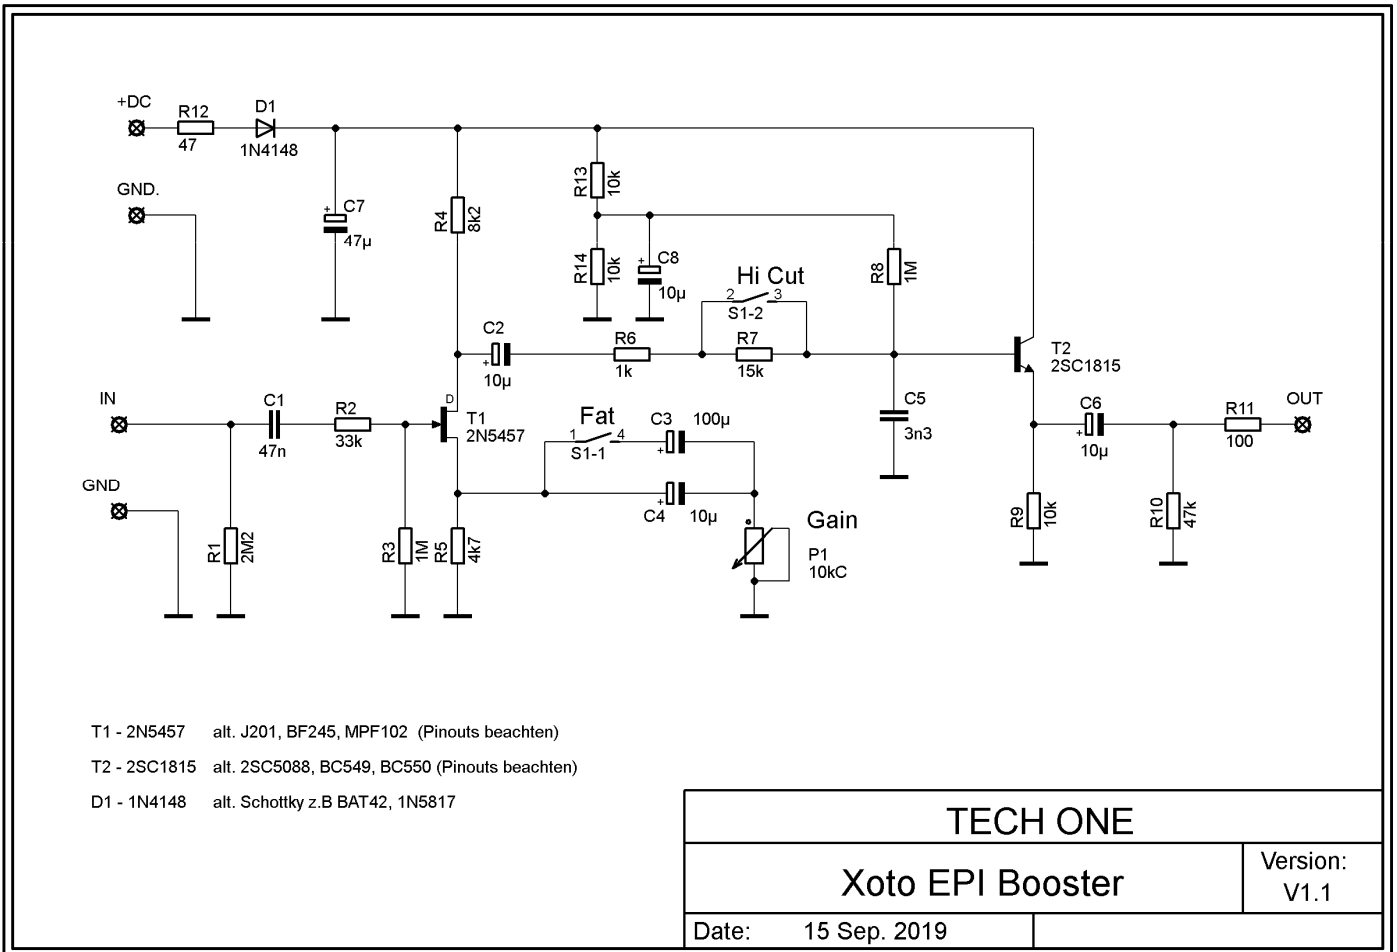 +DC
R12
47
D1
1N4148
GND.
C7
+
47µ
R4
8k2
R13
10k
R14
10k
C8
+
10µ
Hi Cut
2 3
S1-2
R8
1M
C2
+
10µ
R6
1k
R7
15k
T2
2SC1815
IN
C1
47n
R2
33k
D
T1
2N5457
Fat
1 4
S1-1
C3
+
100µ
C5
3n3
C6
+
10µ
R11
100
OUT
GND
C4
+
10µ
R1
2M2
R3
1M
R5
4k7
Gain
P1
10kC
R9
10k
R10
47k
T1 - 2N5457 alt. J201, BF245, MPF102 (Pinouts beachten)
T2 - 2SC1815 alt. 2SC5088, BC549, BC550 (Pinouts beachten)
D1 - 1N4148 alt. Schottky z.B BAT42, 1N5817
TECH ONE
Xoto EPI Booster
Version:
V1.1
Date: 15 Sep. 2019